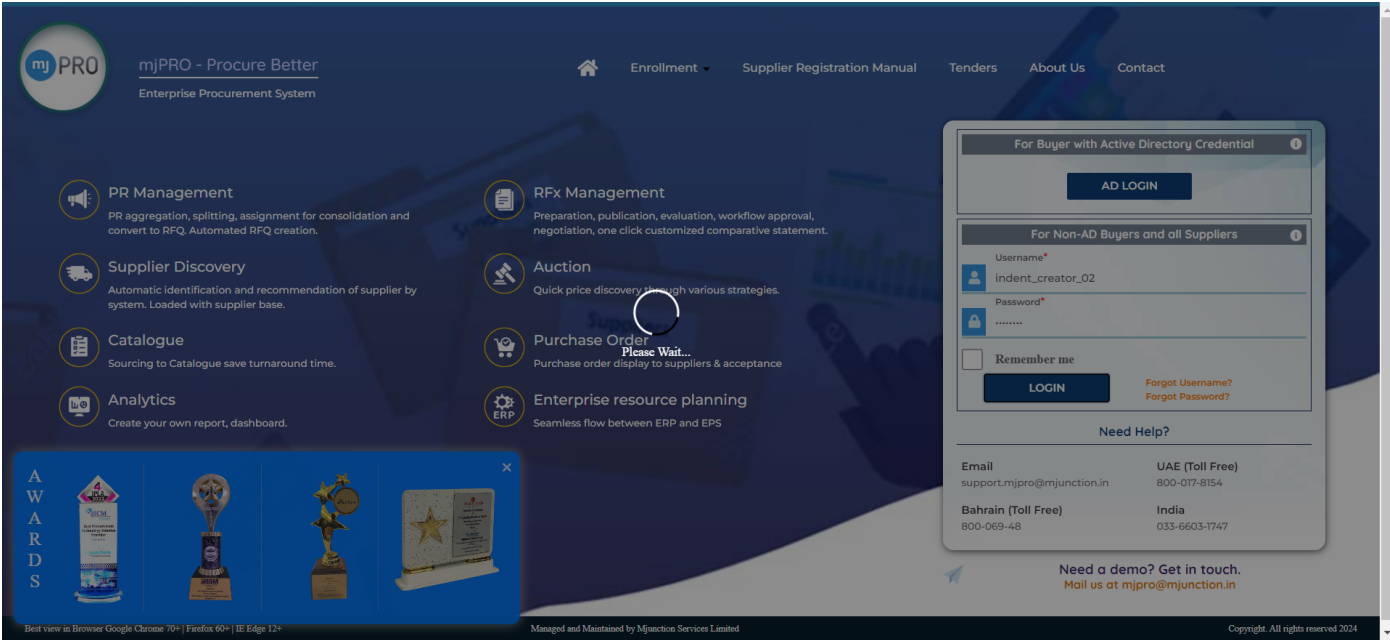 mj PRO
mjPRO - Procure Better
Enterprise Procurement System
Enrollment
Supplier Registration Manual
Tenders
About Us
Contact
PR Management
PR aggregation, splitting, assignment for consolidation and
convert to RFQ. Automated RFQ creation.
RFx Management
Preparation, publication, evaluation, workflow approval,
negotiation, one click customized comparative statement.
Supplier Discovery
Automatic identification and recommendation of supplier by
system. Loaded with supplier base.
Auction
Quick price discovery through various strategies.
Suppliers
Please Wait...
Catalogue
Sourcing to Catalogue save turnaround time.
Purchase Order
Purchase order display to suppliers & acceptance
Analytics
Create your own report, dashboard.
ERP
Enterprise resource planning
Seamless flow between ERP and EPS
For Buyer with Active Directory Credential
AD LOGIN
For Non-AD Buyers and all Suppliers
Username*
indent_creator_02
Password*
........
Remember me
LOGIN
Forgot Username?
Forgot Password?
Need Help?
Email
support.mjpro@mjunction.in
UAE (Toll Free)
800-017-8154
Bahrain (Toll Free)
800-069-48
India
033-6603-1747
Need a demo? Get in touch.
Mail us at mjpro@mjunction.in
AWARDS
Best view in Browser Google Chrome 70+ | Firefox 60+ | IE Edge 12+
Managed and Maintained by Mjunction Services Limited
Copyright. All rights reserved 2024